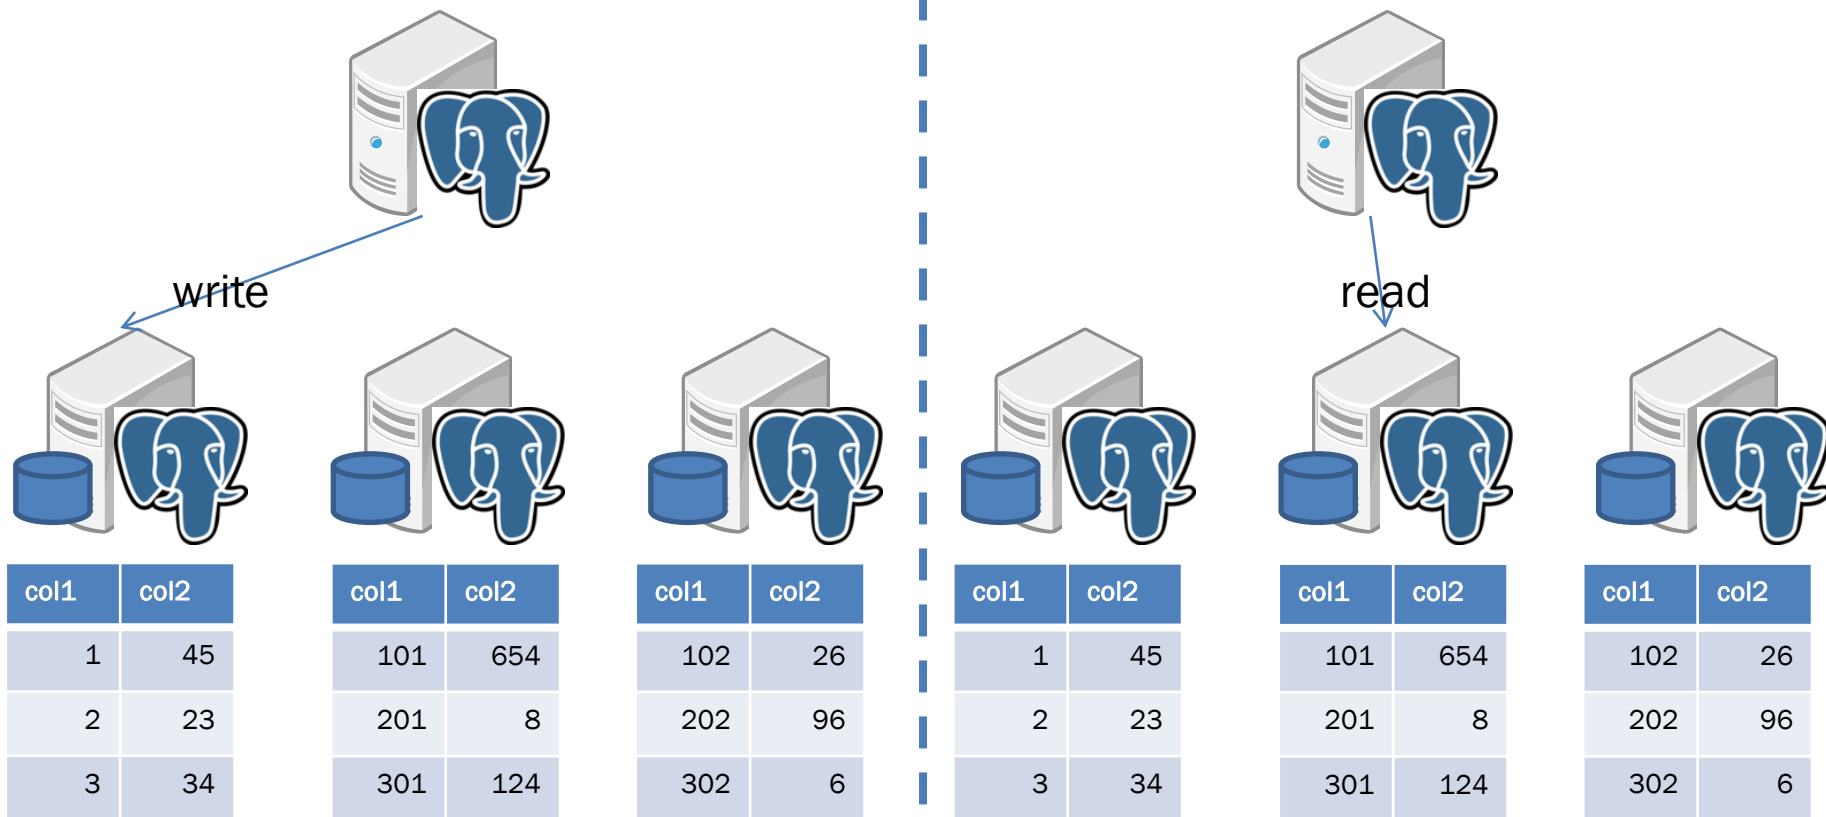 write
read
col1 col2 col1 col2 col1 col2 col1 col2 col1 col2 col1 col2
1 45 101 654 102 26 1 45 101 654 102 26
2 23 201 8 202 96 2 23 201 8 202 96
3 34 301 124 302 6 3 34 301 124 302 6